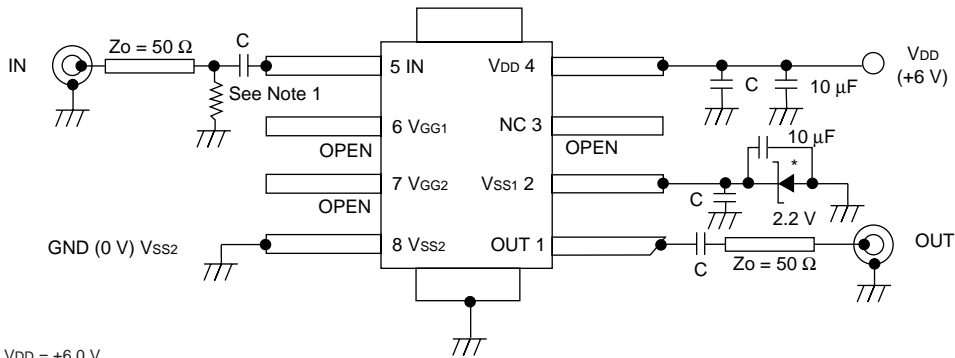 IN
Zo = 50 Ω
C
See Note 1
5 IN
VDD 4
VDD
(+6 V)
C
10 μF
6 VGG1
OPEN
NC 3
OPEN
10 μF
7 VGG2
OPEN
VSS1 2
C
*
2.2 V
GND (0 V) VSS2
8 VSS2
OUT 1
C
Zo = 50 Ω
OUT
VDD = +6.0 V